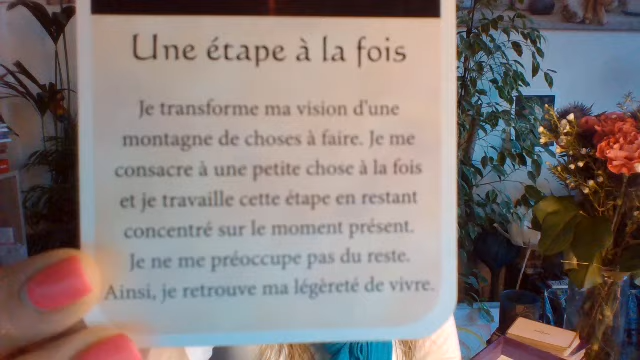 Une étape à la fois
Je transforme ma vision d'une
montagne de choses à faire. Je me
consacre à une petite chose à la fois
et je travaille cette étape en restant
concentré sur le moment présent.
Je ne me préoccupe pas du reste.
Ainsi, je retrouve ma légèreté de vivre.